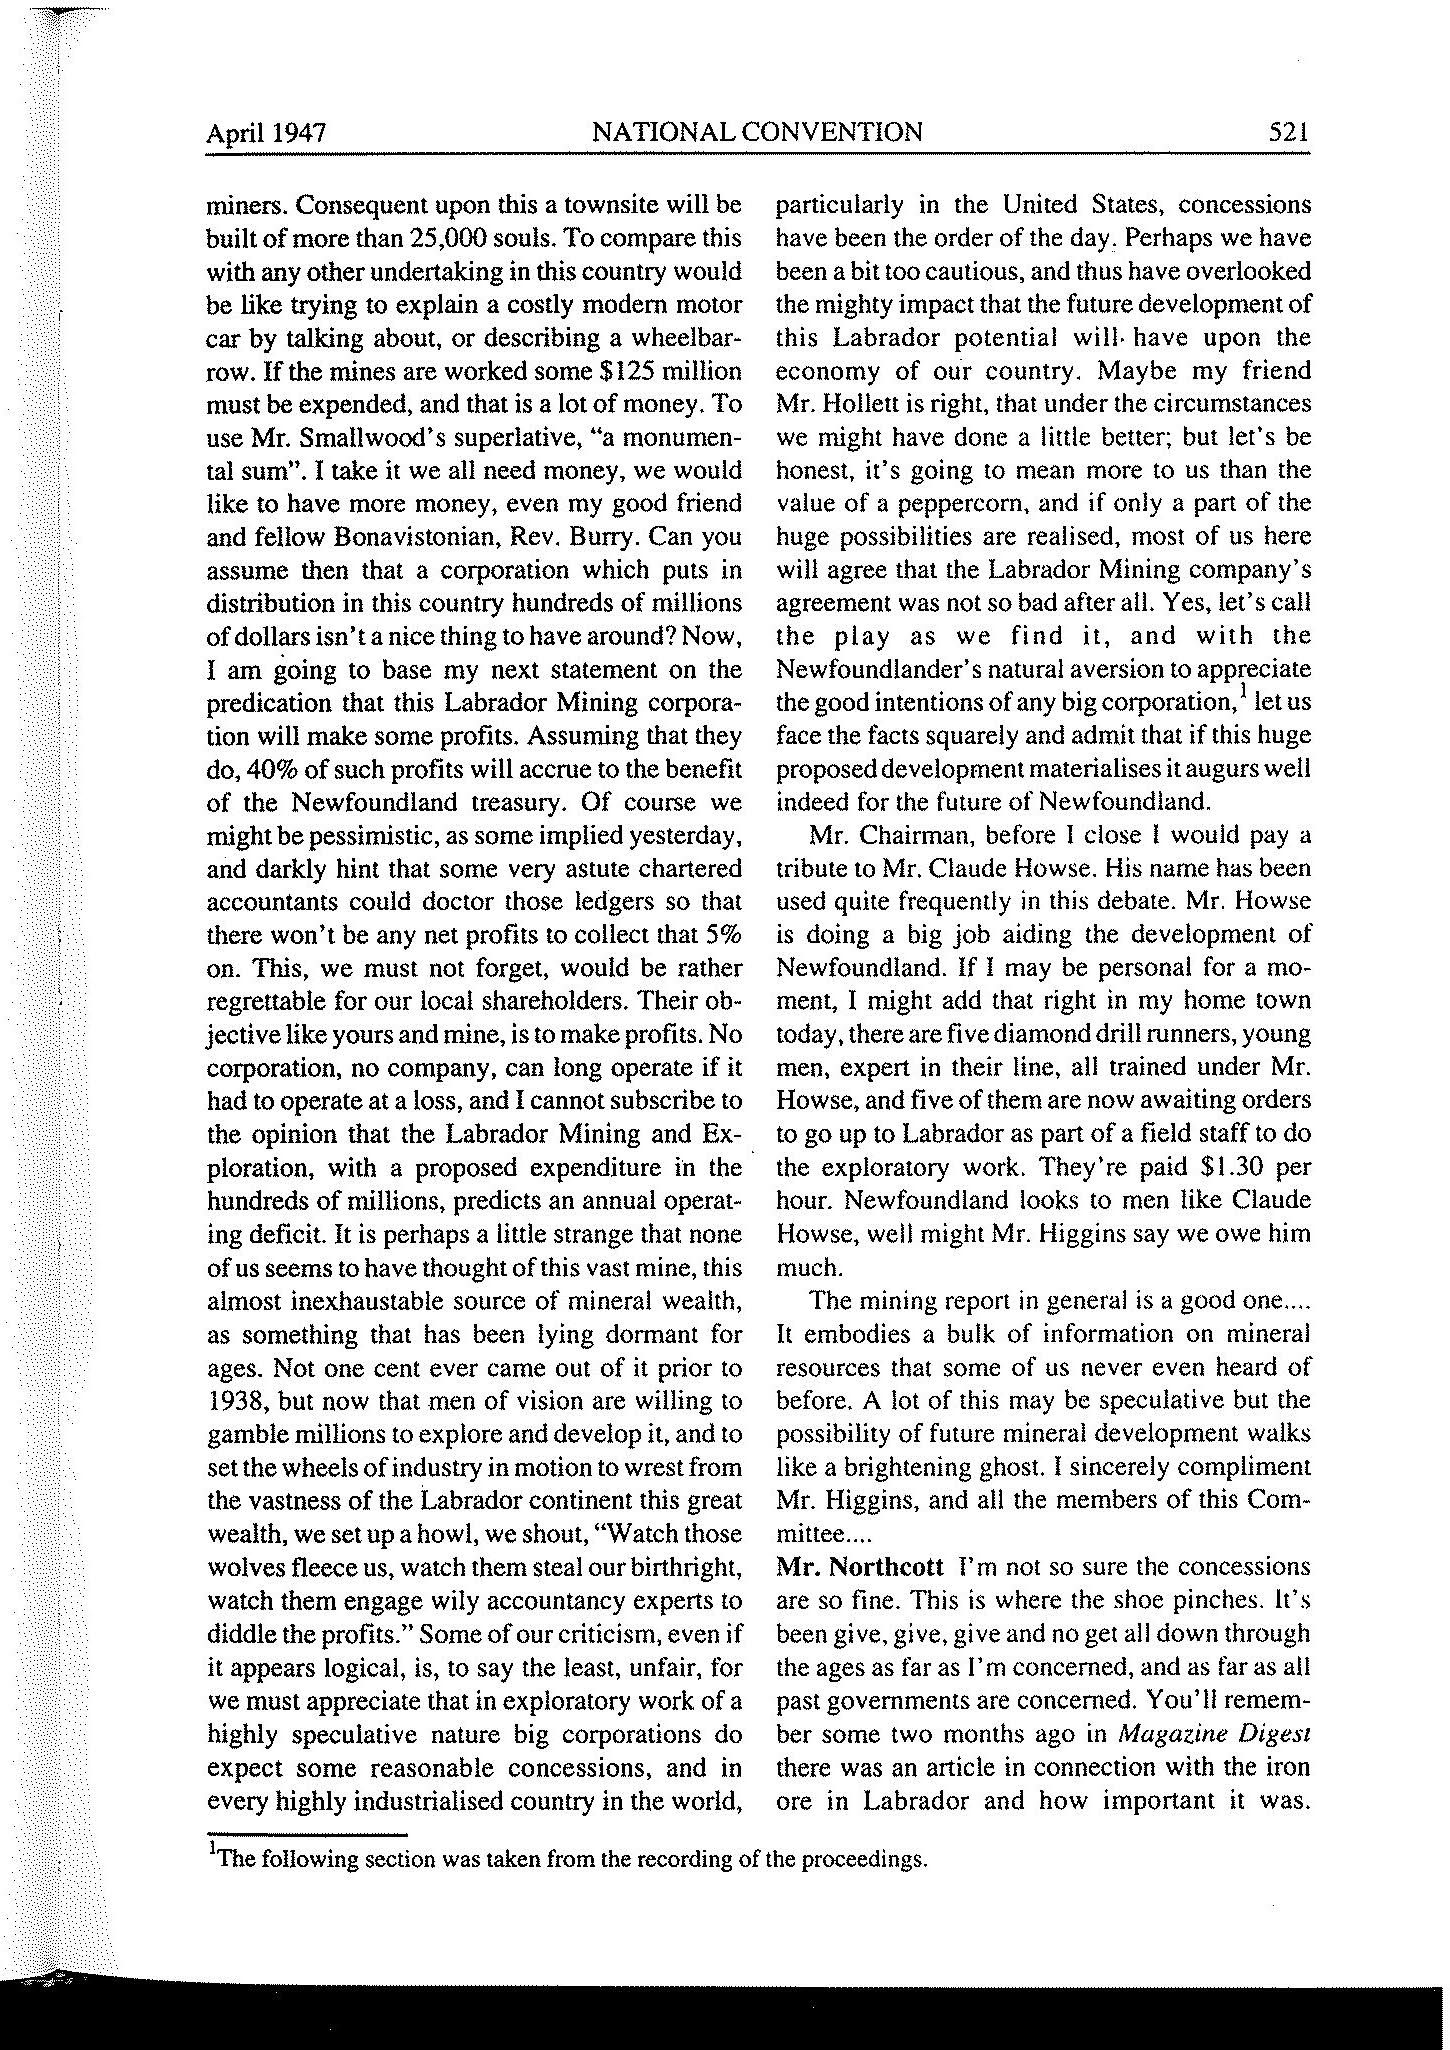 April 1947 NATIONAL CONVENTION 521
miners. Consequent upon this a townsite will be
built of more than 25,000 souls. To compare this
with any other undertaking in this country would
be like trying to explain a costly modern motor
car by talking about, or describing a wheelbar-
row. If the mines are worked some $125 million
must be expended, and that is a lot of money. To
use Mr. Smallwood's superlative, "a monumen-
tal sum". I take it we all need money, we would
like to have more money, even my good friend
and fellow Bonavistonian, Rev. Burry. Can you
assume then that a corporation which puts in
distribution in this country hundreds of millions
of dollars isn't a nice thing to have around? Now,
I am going to base my next statement on the
predication that this Labrador Mining corpora-
tion will make some profits. Assuming that they
do, 40% of such profits will accrue to the benefit
of the Newfoundland treasury. Of course we
might be pessimistic, as some implied yesterday,
and darkly hint that some very astute chartered
accountants could doctor those ledgers so that
there won't be any net profits to collect that 5%
on. This, we must not forget, would be rather
regrettable for our local shareholders. Their ob-
jective like yours and mine, is to make profits. No
corporation, no company, can long operate if it
had to operate at a loss, and I cannot subscribe to
the opinion that the Labrador Mining and Ex-
ploration, with a proposed expenditure in the
hundreds of millions, predicts an annual operat-
ing deficit. It is perhaps a little strange that none
of us seems to have thought of this vast mine, this
almost inexhaustable source of mineral wealth,
as something that has been lying dormant for
ages. Not one cent ever came out of it prior to
1938, but now that men of vision are willing to
gamble millions to explore and develop it, and to
set the wheels of industry in motion to wrest from
the vastness of the Labrador continent this great
wealth, we set up a howl, we shout, "Watch those
wolves fleece us, watch them steal our birthright,
watch them engage wily accountancy experts to
diddle the profits." Some of our criticism, even if
it appears logical, is, to say the least, unfair, for
we must appreciate that in exploratory work of a
highly speculative nature big corporations do
expect some reasonable concessions, and in
every highly industrialised country in the world,
particularly in the United States, concessions
have been the order of the day. Perhaps we have
been a bit too cautious, and thus have overlooked
the mighty impact that the future development of
this Labrador potential will have upon the
economy of our country. Maybe my friend
Mr. Hollett is right, that under the circumstances
we might have done a little better; but let's be
honest, it's going to mean more to us than the
value of a peppercorn, and if only a part of the
huge possibilities are realised, most of us here
will agree that the Labrador Mining company's
agreement was not so bad after all. Yes, let's call
the play as we find it, and with the
Newfoundlander's natural aversion to appreciate
the good intentions of any big corporation,¹ let us
face the facts squarely and admit that if this huge
proposed development materialises it augurs well
indeed for the future of Newfoundland.
Mr. Chairman, before I close I would pay a
tribute to Mr. Claude Howse. His name has been
used quite frequently in this debate. Mr. Howse
is doing a big job aiding the development of
Newfoundland. If I may be personal for a mo-
ment, I might add that right in my home town
today, there are five diamond drill runners, young
men, expert in their line, all trained under Mr.
Howse, and five of them are now awaiting orders
to go up to Labrador as part of a field staff to do
the exploratory work. They're paid $1.30 per
hour. Newfoundland looks to men like Claude
Howse, well might Mr. Higgins say we owe him
much.
The mining report in general is a good one....
It embodies a bulk of information on mineral
resources that some of us never even heard of
before. A lot of this may be speculative but the
possibility of future mineral development walks
like a brightening ghost. I sincerely compliment
Mr. Higgins, and all the members of this Com-
mittee....
Mr. Northcott I'm not so sure the concessions
are so fine. This is where the shoe pinches. It's
been give, give, give and no get all down through
the ages as far as I'm concerned, and as far as all
past governments are concerned. You'll remem-
ber some two months ago in Magazine Digest
there was an article in connection with the iron
ore in Labrador and how important it was.
¹The following section was taken from the recording of the proceedings.